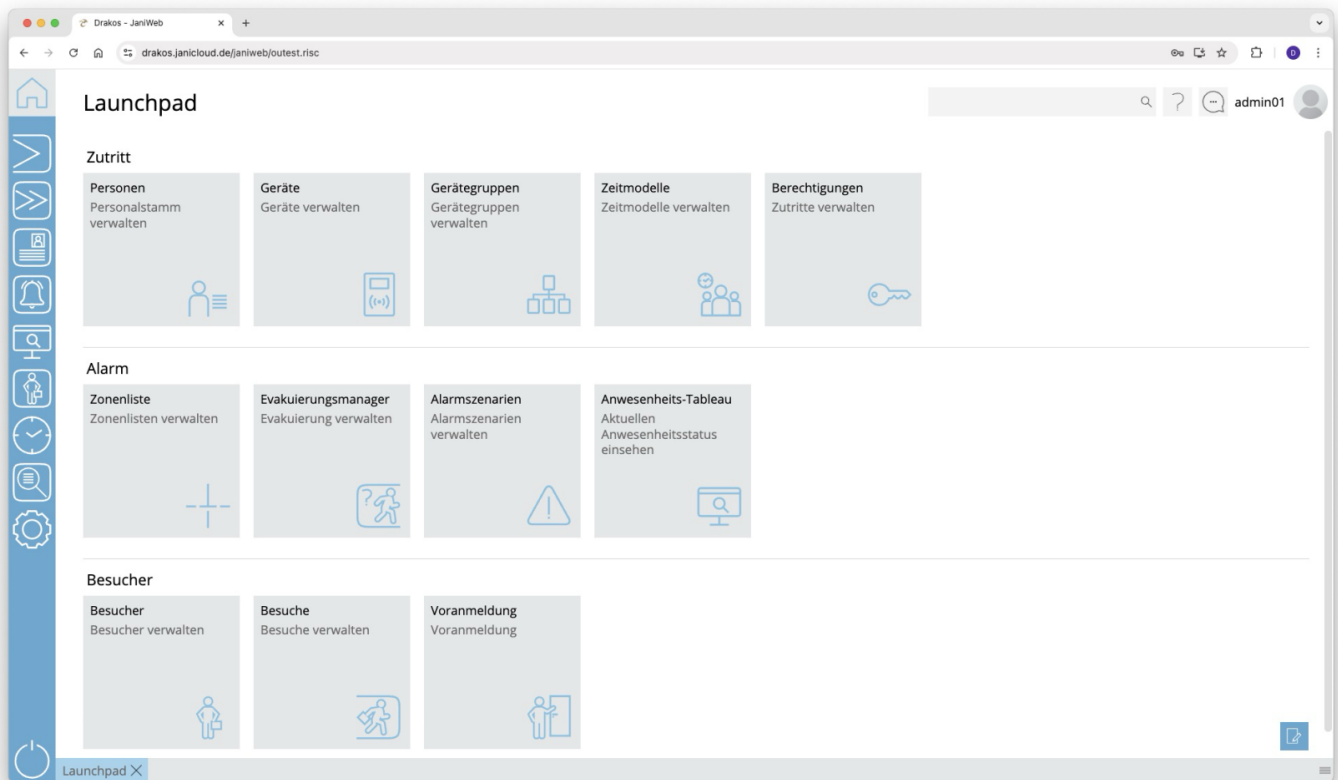 Drakos - JaniWeb
drakos.janicloud.de/janiweb/outest.risc
D
Launchpad
?
admin01
Zutritt
Personen
Personalstamm
verwalten
Geräte
Geräte verwalten
Gerätegruppen
Gerätegruppen
verwalten
Zeitmodelle
Zeitmodelle verwalten
Berechtigungen
Zutritte verwalten
Alarm
Zonenliste
Zonenlisten verwalten
Evakuierungsmanager
Evakuierung verwalten
?
Alarmszenarien
Alarmszenarien
verwalten
Anwesenheits-Tableau
Aktuellen
Anwesenheitsstatus
einsehen
Besucher
Besucher
Besucher verwalten
Besuche
Besuche verwalten
Voranmeldung
Voranmeldung
Launchpad